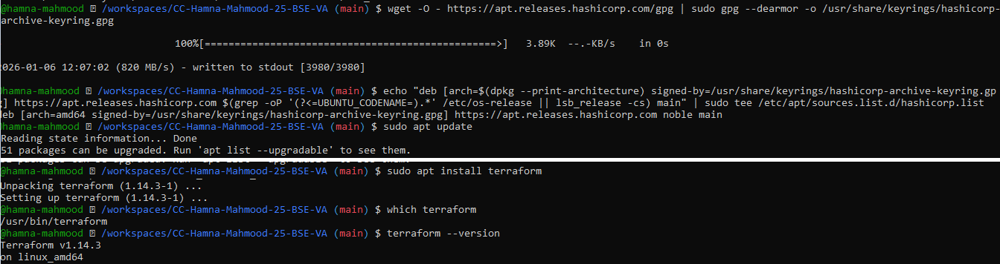 @hamna-mahmood /workspaces/CC-Hamna-Mahmood-25-BSE-VA (main) $ wget -O - https://apt.releases.hashicorp.com/gpg | sudo gpg --dearmor -o /usr/share/keyrings/hashicorp-
archive-keyring.gpg
100%[=================================================>] 3.89K --.-KB/s in 0s
026-01-06 12:07:02 (820 MB/s) - written to stdout [3980/3980]
@hamna-mahmood /workspaces/CC-Hamna-Mahmood-25-BSE-VA (main) $ echo "deb [arch=$(dpkg --print-architecture) signed-by=/usr/share/keyrings/hashicorp-archive-keyring.gp
g] https://apt.releases.hashicorp.com $(grep -oP '(?<=UBUNTU_CODENAME=).*' /etc/os-release || lsb_release -cs) main" | sudo tee /etc/apt/sources.list.d/hashicorp.list
deb [arch=amd64 signed-by=/usr/share/keyrings/hashicorp-archive-keyring.gpg] https://apt.releases.hashicorp.com noble main
@hamna-mahmood /workspaces/CC-Hamna-Mahmood-25-BSE-VA (main) $ sudo apt update
Reading state information... Done
51 packages can be upgraded. Run 'apt list --upgradable' to see them.
@hamna-mahmood /workspaces/CC-Hamna-Mahmood-25-BSE-VA (main) $ sudo apt install terraform
Unpacking terraform (1.14.3-1) ...
Setting up terraform (1.14.3-1) ...
@hamna-mahmood /workspaces/CC-Hamna-Mahmood-25-BSE-VA (main) $ which terraform
/usr/bin/terraform
@hamna-mahmood /workspaces/CC-Hamna-Mahmood-25-BSE-VA (main) $ terraform --version
Terraform v1.14.3
on linux_amd64